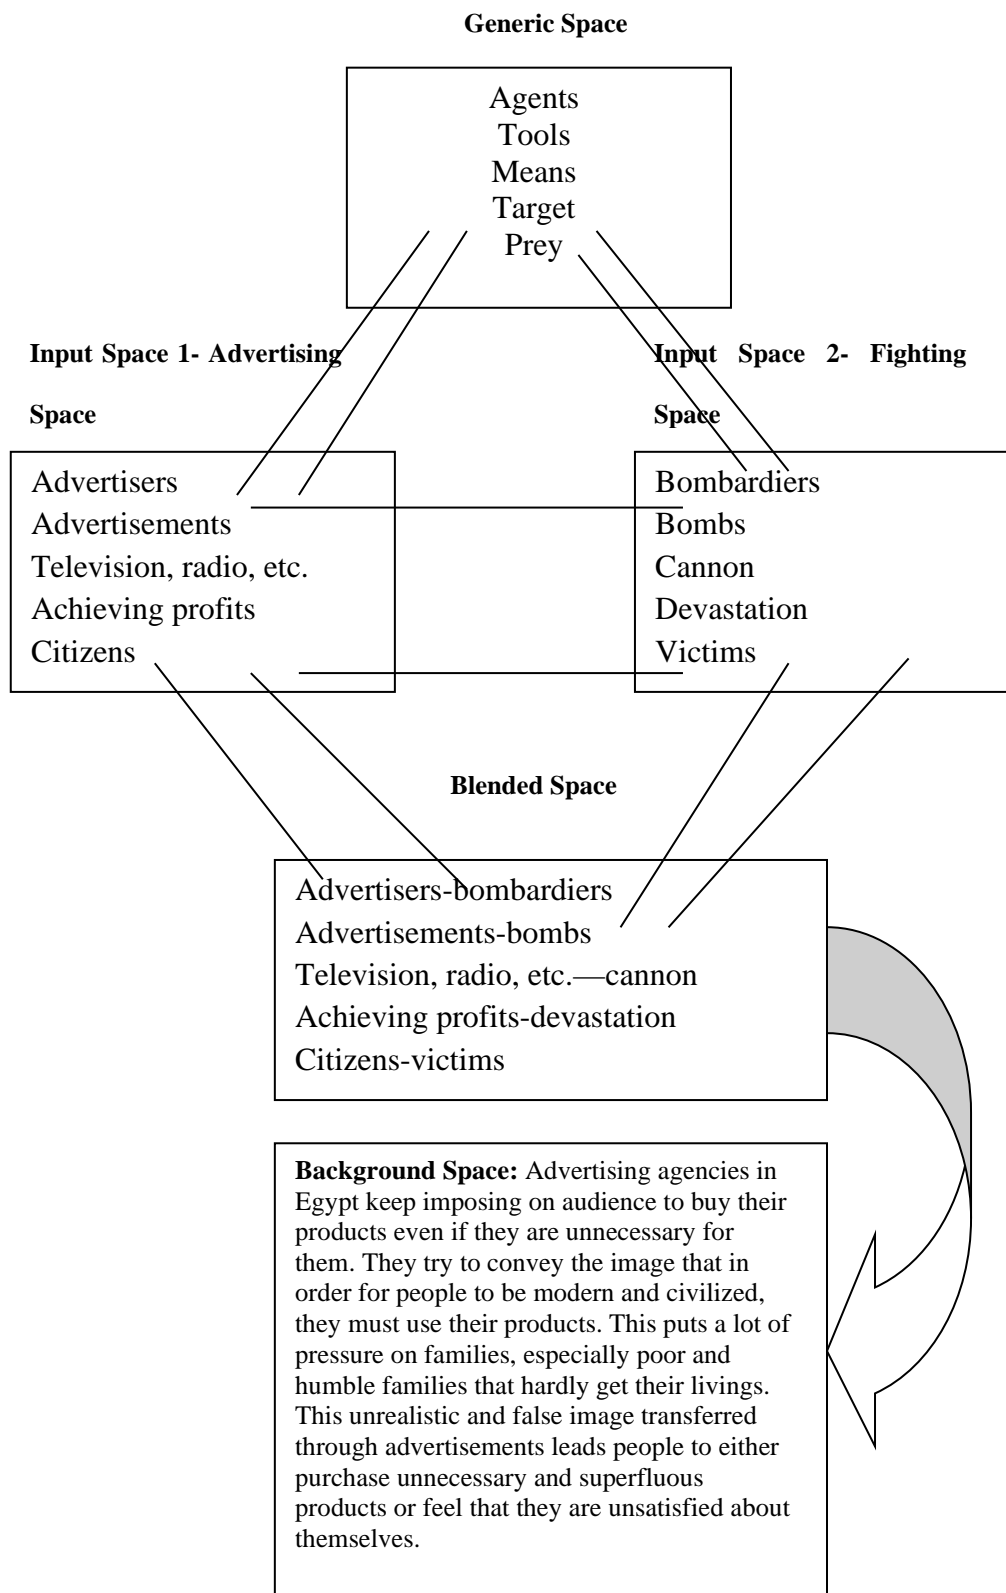 Generic Space
Agents
Tools
Means
Target
Prey
Input Space 1- Advertising
Space
Input Space 2- Fighting
Space
Advertisers
Advertisements
Television, radio, etc.
Achieving profits
Citizens
Bombardiers
Bombs
Cannon
Devastation
Victims
Blended Space
Advertisers-bombardiers
Advertisements-bombs
Television, radio, etc.—cannon
Achieving profits-devastation
Citizens-victims
Background Space: Advertising agencies in
Egypt keep imposing on audience to buy their
products even if they are unnecessary for
them. They try to convey the image that in
order for people to be modern and civilized,
they must use their products. This puts a lot of
pressure on families, especially poor and
humble families that hardly get their livings.
This unrealistic and false image transferred
through advertisements leads people to either
purchase unnecessary and superfluous
products or feel that they are unsatisfied about
themselves.